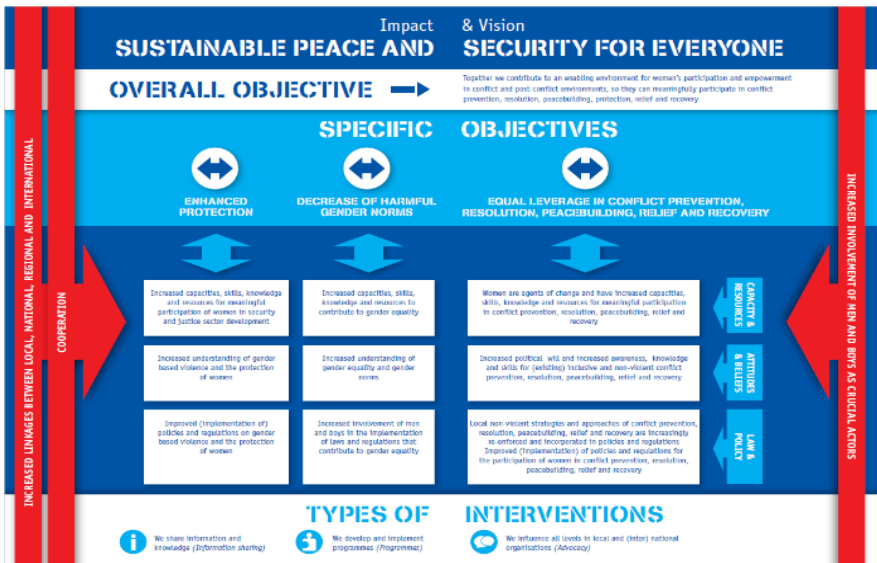 Impact & Vision
SUSTAINABLE PEACE AND SECURITY FOR EVERYONE
OVERALL OBJECTIVE
Together we contribute to an enabling environment for women's participation and empowerment
in conflict and post-conflict environments, so they can meaningfully participate in conflict
prevention, resolution, peacebuilding, protection, relief and recovery
SPECIFIC OBJECTIVES
ENHANCED
PROTECTION
DECREASE OF HARMFUL
GENDER NORMS
EQUAL LEVERAGE IN CONFLICT PREVENTION,
RESOLUTION, PEACEBUILDING, RELIEF AND RECOVERY
INCREASED LINKAGES BETWEEN LOCAL, NATIONAL, REGIONAL AND INTERNATIONAL
COOPERATION
Increased capacities, skills, knowledge
and resources for meaningful
participation of women in security
and justice sector development
Increased capacities, skills,
knowledge and resources to
contribute to gender equality
Women are agents of change and have increased capacities,
skills, knowledge and resources for meaningful participation
in conflict prevention, resolution, peacebuilding, relief and
recovery
CAPACITY &
RESOURCES
Increased understanding of gender
based violence and the protection
of women
Increased understanding of
gender equality and gender
norms
Increased political will and increased awareness, knowledge
and skills for (existing) inclusive and non-violent conflict
prevention, resolution, peacebuilding, relief and recovery
ATTITUDES
& BELIEFS
Improved (implementation of)
policies and regulations on gender
based violence and the protection
of women
Increased involvement of men
and boys in the implementation
of laws and regulations that
contribute to gender equality
Local non-violent strategies and approaches of conflict prevention,
resolution, peacebuilding, relief and recovery are increasingly
re-enforced and incorporated in policies and regulations
Improved (implementation) of policies and regulations for
the participation of women in conflict prevention, resolution,
peacebuilding, relief and recovery
LAW &
POLICY
INCREASED INVOLVEMENT OF MEN AND BOYS AS CRUCIAL ACTORS
TYPES OF INTERVENTIONS
i
We share information and
knowledge (Information sharing)
We develop and implement
programmes (Programmes)
We influence all levels in local and (inter) national
organisations (Advocacy)